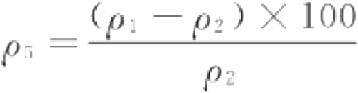 ρ₅ = (ρ₁ − ρ₂) × 100 / ρ₂